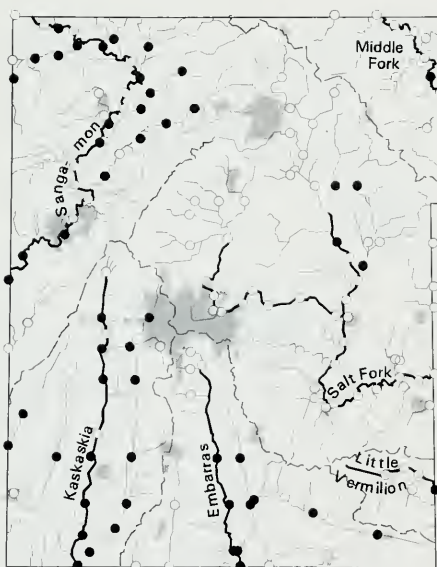 Middle
Fork
Sanga-
mon
Salt Fork
Kaskaskia
Embarras
Little
Vermilion